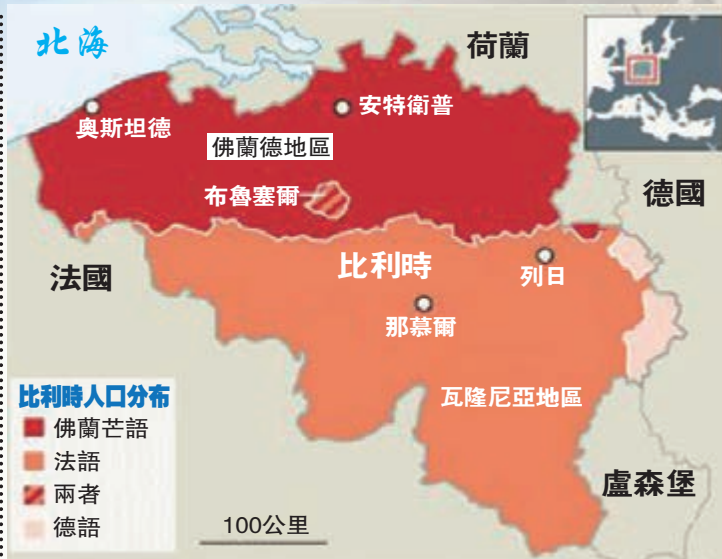 北海
荷蘭
奧斯坦德
安特衛普
佛蘭德地區
布魯塞爾
德國
法國
比利時
列日
那慕爾
瓦隆尼亞地區
盧森堡
比利時人口分布
佛蘭芒語
法語
兩者
德語
100公里